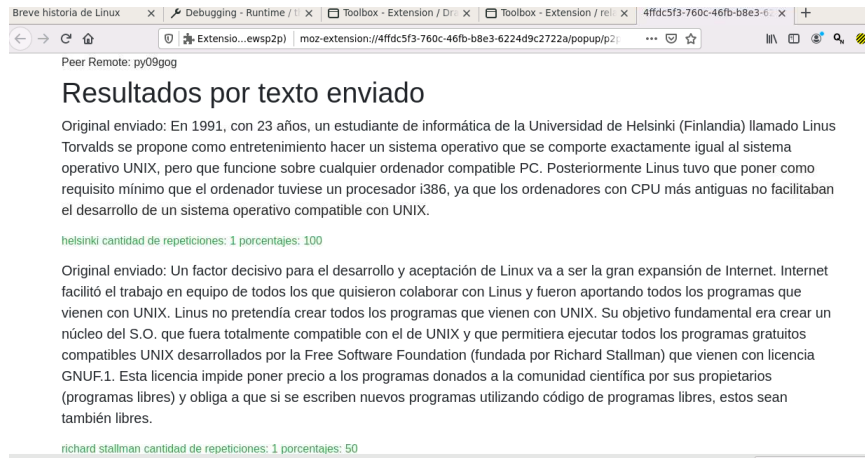 Breve historia de Linux
Debugging - Runtime / t
Toolbox - Extension / Dra
Toolbox - Extension / rela
4ffdc5f3-760c-46fb-b8e3-62
Extensio...ewsp2p)
moz-extension://4ffdc5f3-760c-46fb-b8e3-6224d9c2722a/popup/p2p
Peer Remote: py09gog
Resultados por texto enviado
Original enviado: En 1991, con 23 años, un estudiante de informática de la Universidad de Helsinki (Finlandia) llamado Linus
Torvalds se propone como entretenimiento hacer un sistema operativo que se comporte exactamente igual al sistema
operativo UNIX, pero que funcione sobre cualquier ordenador compatible PC. Posteriormente Linus tuvo que poner como
requisito mínimo que el ordenador tuviese un procesador i386, ya que los ordenadores con CPU más antiguas no facilitaban
el desarrollo de un sistema operativo compatible con UNIX.
helsinki cantidad de repeticiones: 1 porcentajes: 100
Original enviado: Un factor decisivo para el desarrollo y aceptación de Linux va a ser la gran expansión de Internet. Internet
facilitó el trabajo en equipo de todos los que quisieron colaborar con Linus y fueron aportando todos los programas que
vienen con UNIX. Linus no pretendía crear todos los programas que vienen con UNIX. Su objetivo fundamental era crear un
núcleo del S.O. que fuera totalmente compatible con el de UNIX y que permitiera ejecutar todos los programas gratuitos
compatibles UNIX desarrollados por la Free Software Foundation (fundada por Richard Stallman) que vienen con licencia
GNUF.1. Esta licencia impide poner precio a los programas donados a la comunidad científica por sus propietarios
(programas libres) y obliga a que si se escriben nuevos programas utilizando código de programas libres, estos sean
también libres.
richard stallman cantidad de repeticiones: 1 porcentajes: 50